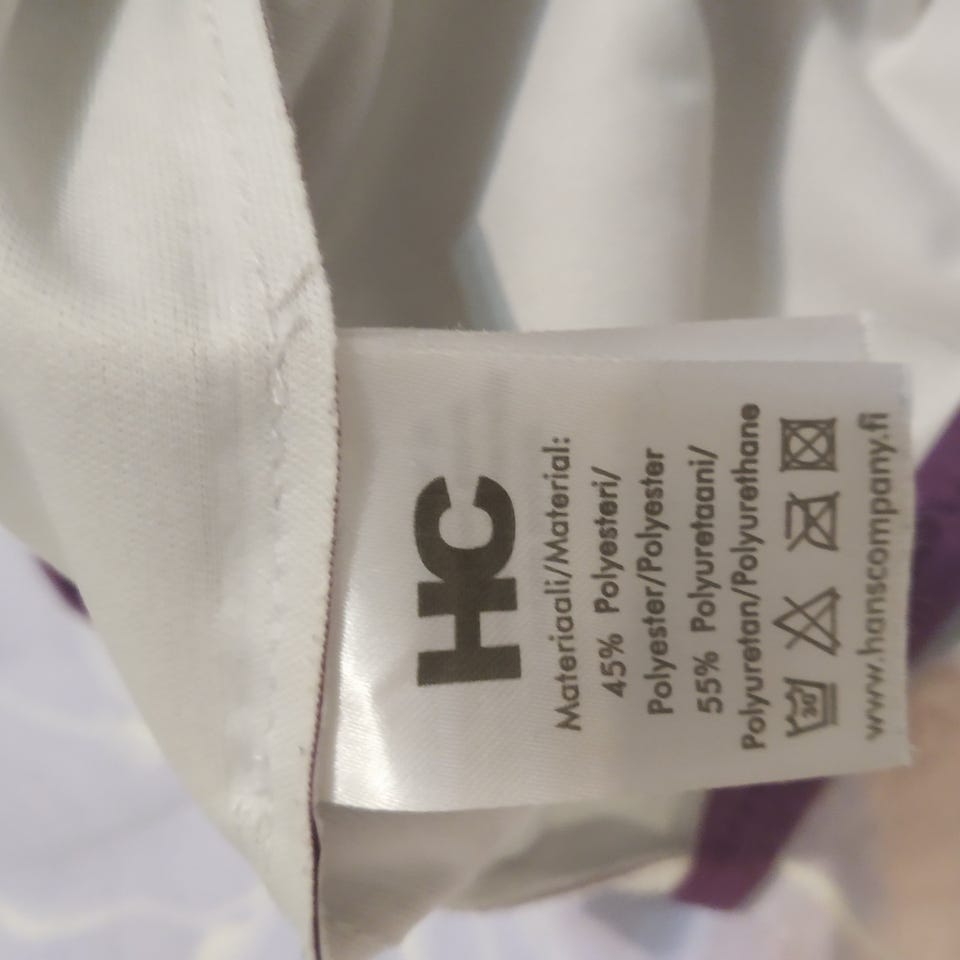 HC
Materiaali/Material:
45% Polyesteri/
Polyester/Polyester
55% Polyuretaani/
Polyuretan/Polyurethane
30
www.hanscompany.fi